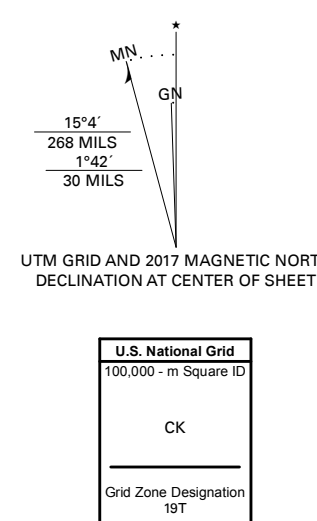 ★
MN
GN
15°4´
268 MILS
1°42´
30 MILS
UTM GRID AND 2017 MAGNETIC NORT
DECLINATION AT CENTER OF SHEET
U.S. National Grid
100,000 - m Square ID
CK
Grid Zone Designation
19T